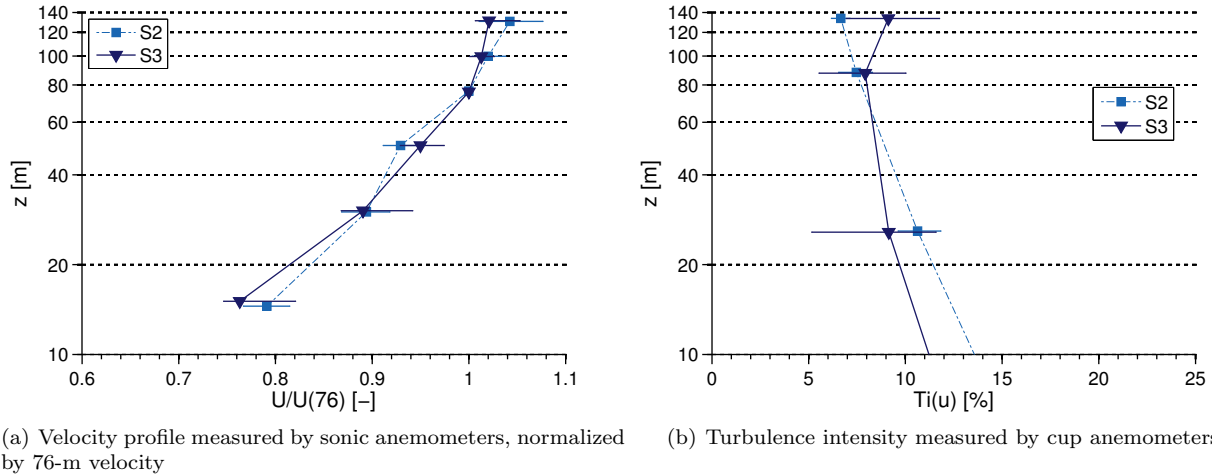 140
120
100
80
60
40
20
10
z [m]
S2
S3
0.6 0.7 0.8 0.9 1 1.1
U/U(76) [−]
(a) Velocity profile measured by sonic anemometers, normalized
by 76-m velocity
140
120
100
80
60
40
20
10
z [m]
S2
S3
0 5 10 15 20 25
Ti(u) [%]
(b) Turbulence intensity measured by cup anemometers